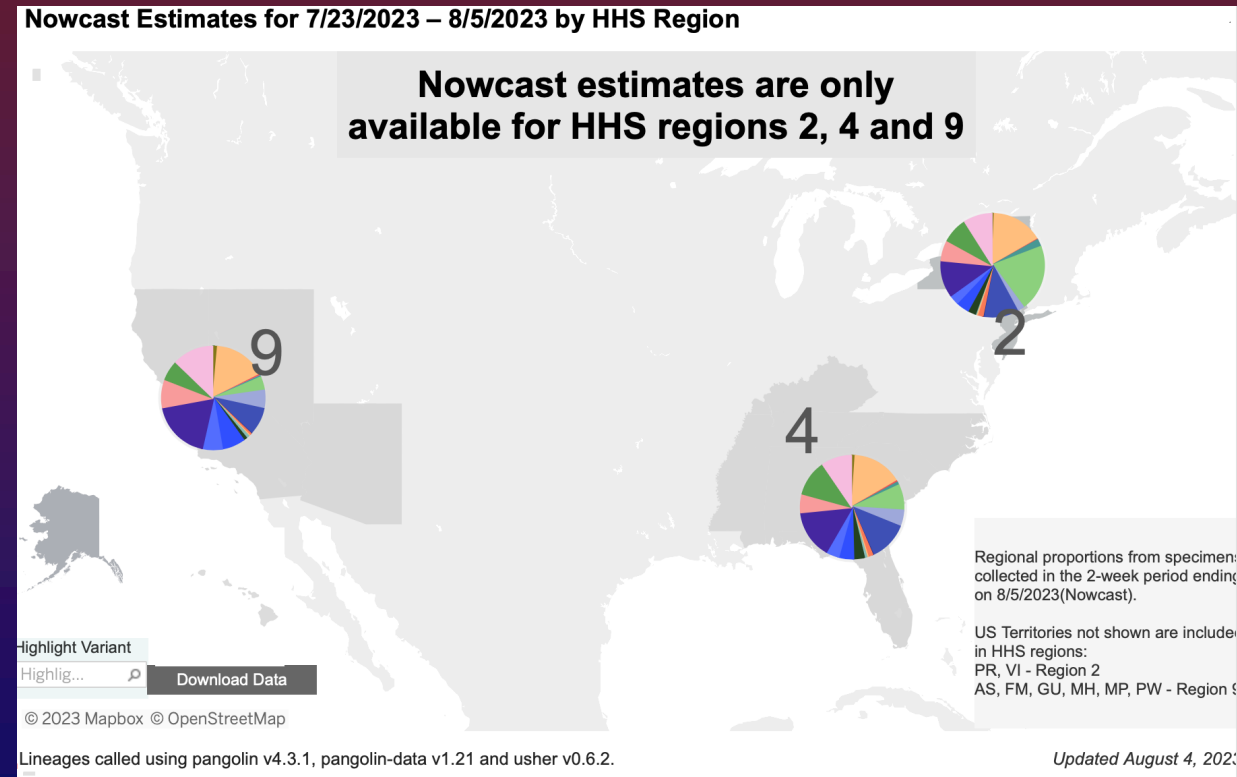 Nowcast Estimates for 7/23/2023 – 8/5/2023 by HHS Region
Nowcast estimates are only
available for HHS regions 2, 4 and 9
9
2
4
Regional proportions from specimens
collected in the 2-week period ending
on 8/5/2023(Nowcast).
US Territories not shown are included
in HHS regions:
PR, VI - Region 2
AS, FM, GU, MH, MP, PW - Region 9
Highlight Variant
Highlig...
Download Data
© 2023 Mapbox © OpenStreetMap
Lineages called using pangolin v4.3.1, pangolin-data v1.21 and usher v0.6.2.
Updated August 4, 2023